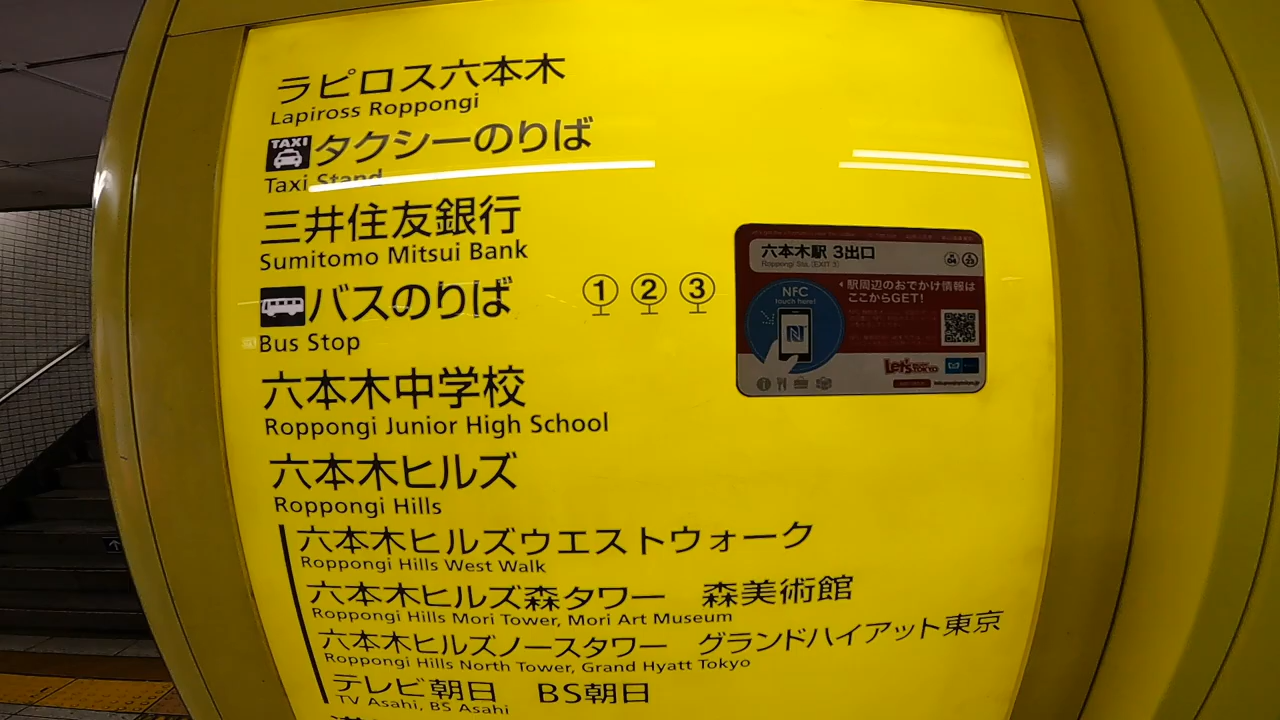 ラピロス六本木
Lapiross Roppongi
TAXI タクシーのりば
Taxi Stand
三井住友銀行
Sumitomo Mitsui Bank
バスのりば ① ② ③
Bus Stop
六本木中学校
Roppongi Junior High School
六本木ヒルズ
Roppongi Hills
六本木ヒルズウエストウォーク
Roppongi Hills West Walk
六本木ヒルズ森タワー 森美術館
Roppongi Hills Mori Tower, Mori Art Museum
六本木ヒルズノースタワー グランドハイアット東京
Roppongi Hills North Tower, Grand Hyatt Tokyo
テレビ朝日 BS朝日
TV Asahi, BS Asahi
六本木駅 3出口
Roppongi Sta.
NFC
touch here!
駅周辺のおでかけ情報は
ここからGET!
Let's
TOKYO